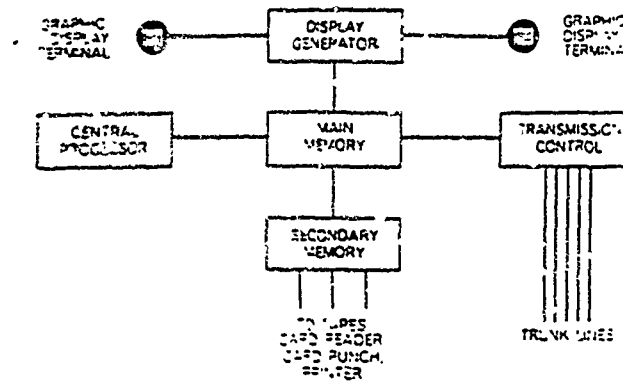 GRAPHIC
DISPLAY
TERMINAL
DISPLAY
GENERATOR
GRAPHIC
DISPLAY
TERMINAL
CENTRAL
PROCESSOR
MAIN
MEMORY
TRANSMISSION
CONTROL
SECONDARY
MEMORY
TO TAPES
CARD READER
CARD PUNCH,
PRINTER
TRUNK LINES